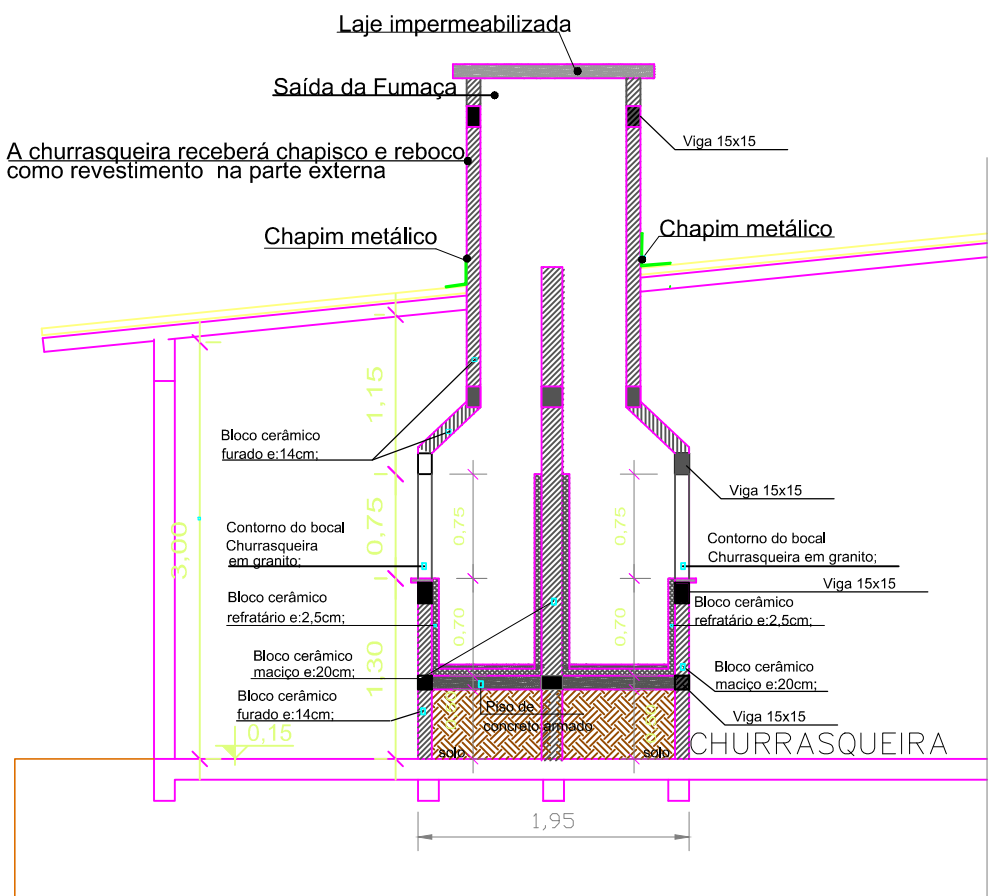 Laje impermeabilizada
Saída da Fumaça
Viga 15x15
A churrasqueira receberá chapisco e reboco
como revestimento na parte externa
Chapim metálico
Chapim metálico
1,15
Bloco cerâmico
furado e:14cm;
Viga 15x15
3,00
0,75
0,75
0,75
Contorno do bocal
Churrasqueira
em granito;
Contorno do bocal
Churrasqueira em granito;
Viga 15x15
Bloco cerâmico
refratário e:2,5cm;
Bloco cerâmico
refratário e:2,5cm;
0,70
0,70
1,30
Bloco cerâmico
maciço e:20cm;
Bloco cerâmico
maciço e:20cm;
Bloco cerâmico
furado e:14cm;
Piso de
concreto armado
Viga 15x15
0,15
solo
solo
CHURRASQUEIRA
1,95